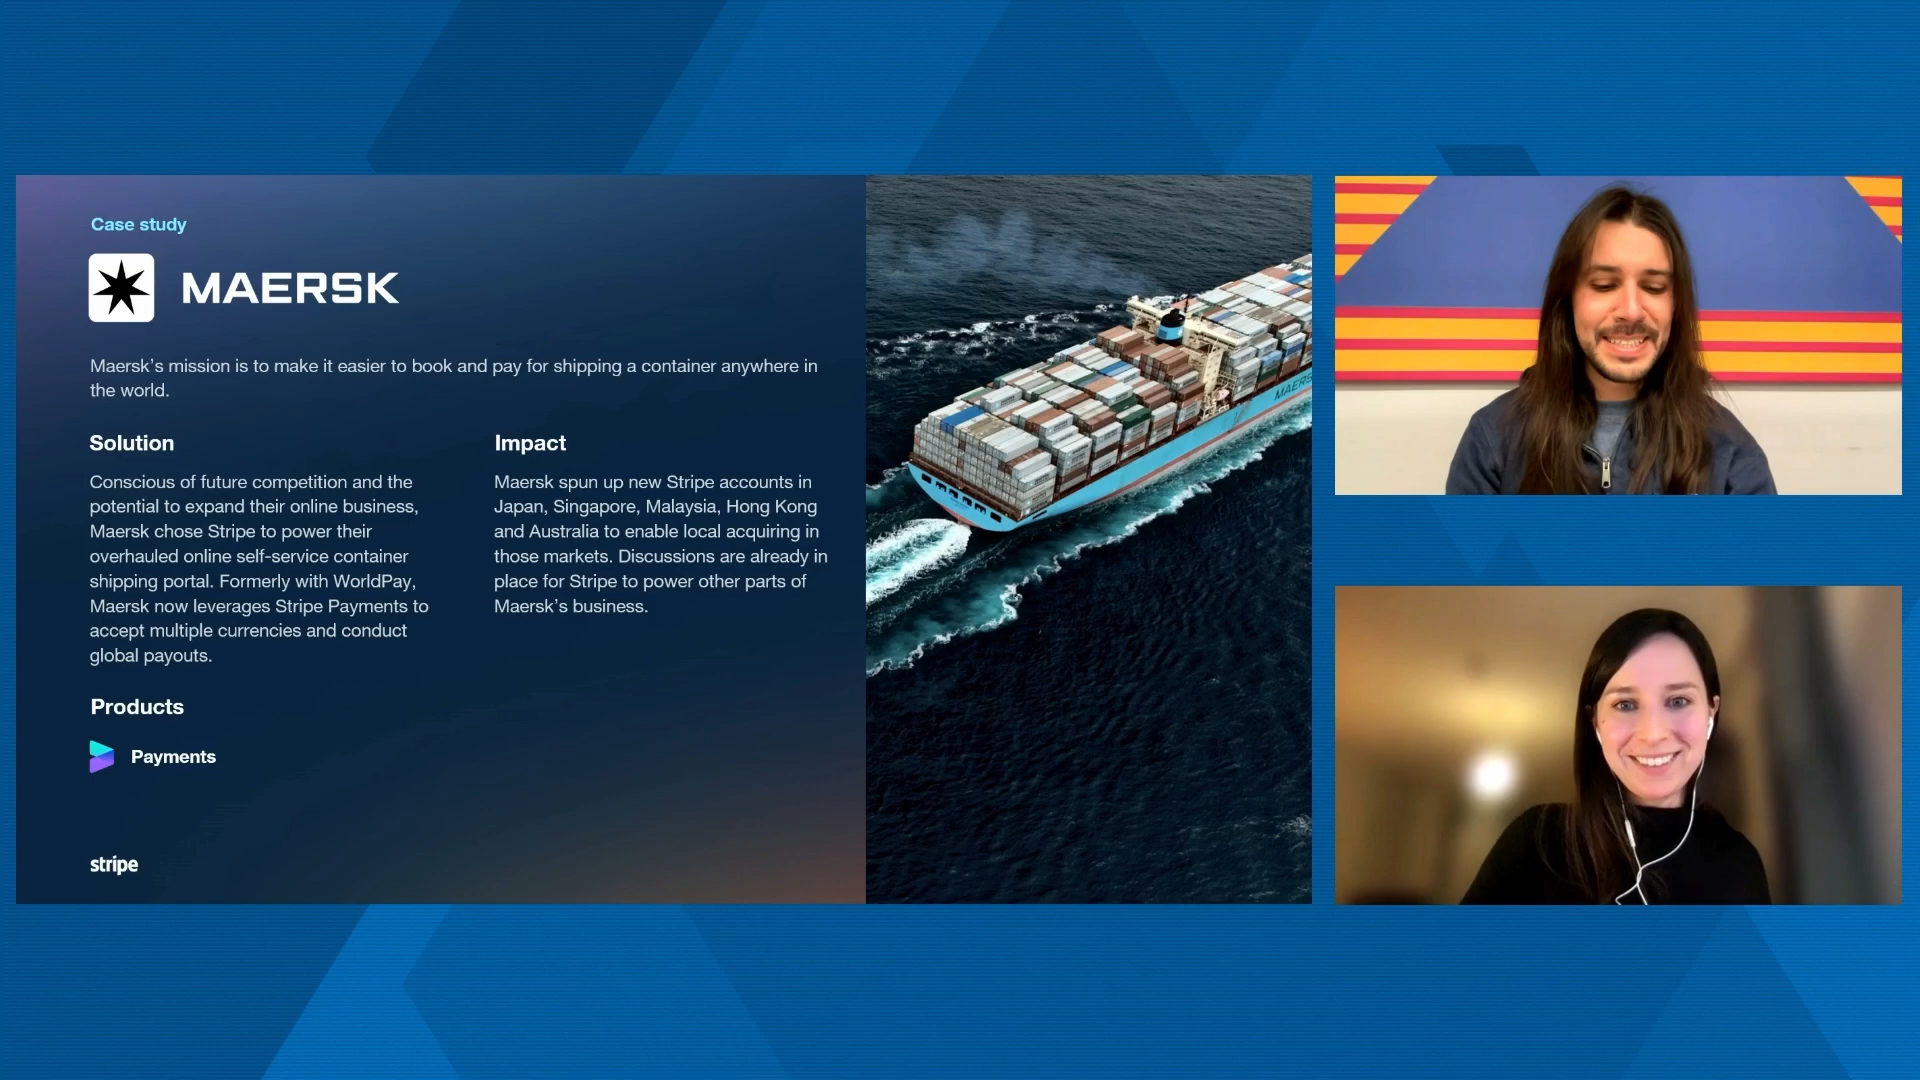 Case study
MAERSK
Maersk's mission is to make it easier to book and pay for shipping a container anywhere in
the world.
Solution
Conscious of future competition and the
potential to expand their online business,
Maersk chose Stripe to power their
overhauled online self-service container
shipping portal. Formerly with WorldPay,
Maersk now leverages Stripe Payments to
accept multiple currencies and conduct
global payouts.
Impact
Maersk spun up new Stripe accounts in
Japan, Singapore, Malaysia, Hong Kong
and Australia to enable local acquiring in
those markets. Discussions are already in
place for Stripe to power other parts of
Maersk's business.
Products
Payments
stripe
MAERS